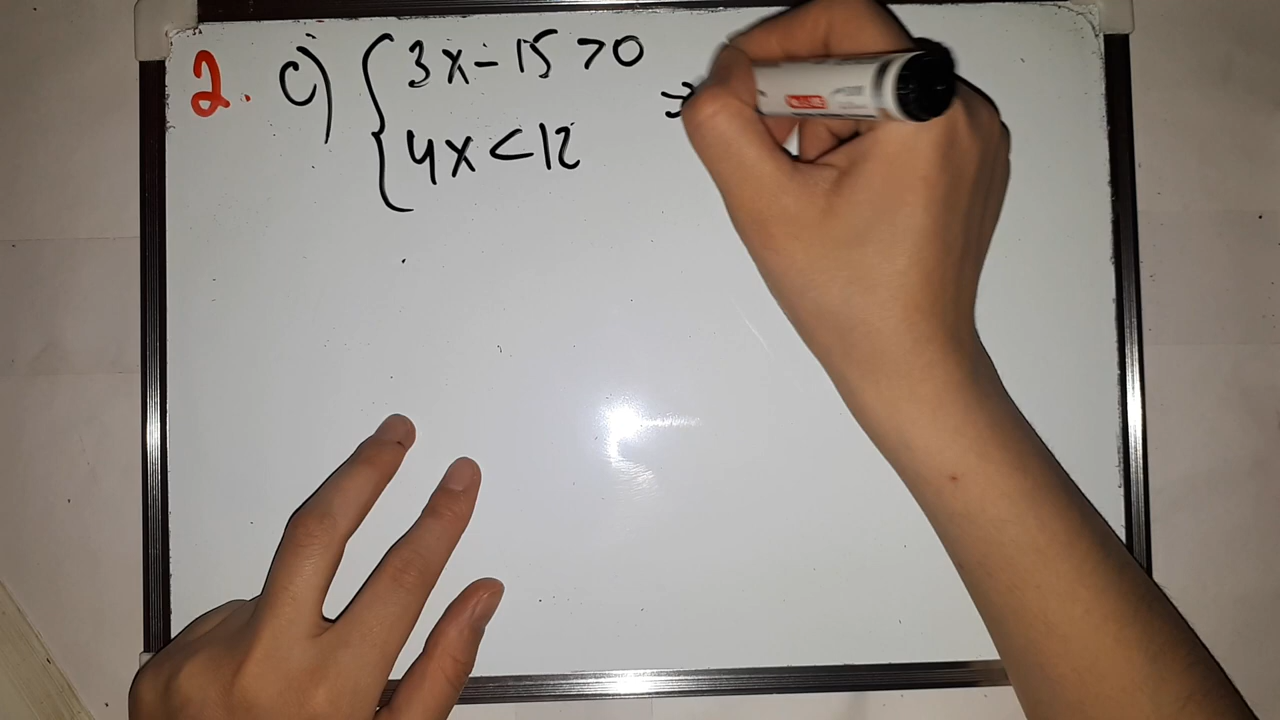 2. c) { 3x-15>0 ⇒
4x<12